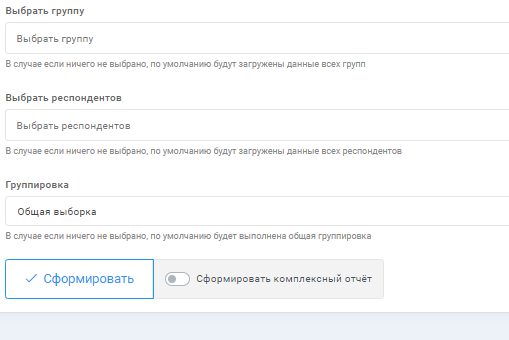 Выбрать группу
Выбрать группу
В случае если ничего не выбрано, по умолчанию будут загружены данные всех групп
Выбрать респондентов
Выбрать респондентов
В случае если ничего не выбрано, по умолчанию будут загружены данные всех респондентов
Группировка
Общая выборка
В случае если ничего не выбрано, по умолчанию будет выполнена общая группировка
Сформировать Сформировать комплексный отчёт